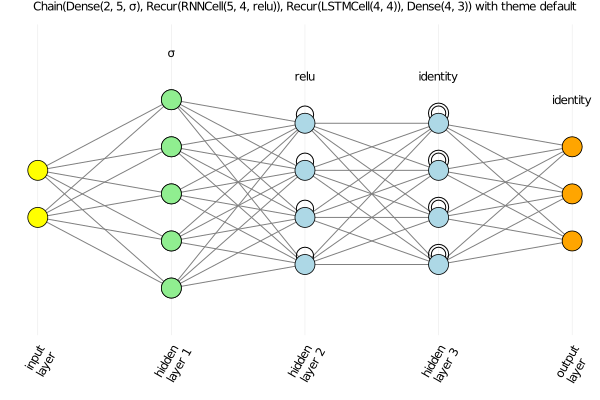 Chain(Dense(2, 5, σ), Recur(RNNCell(5, 4, relu)), Recur(LSTMCell(4, 4)), Dense(4, 3)) with theme default
σ
relu
identity
identity
input
layer
hidden
layer 1
hidden
layer 2
hidden
layer 3
output
layer